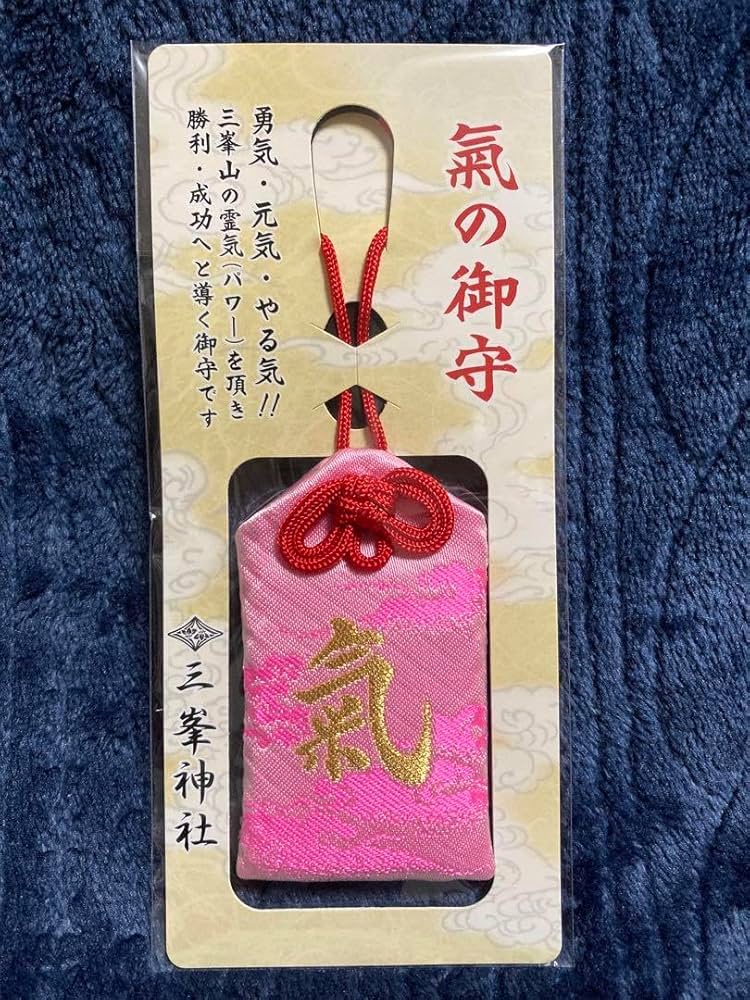 氣の御守
勇気・元気・やる気!!
三峯山の霊気(パワー)を頂き
勝利・成功へと導く御守です
氣
三峯神社